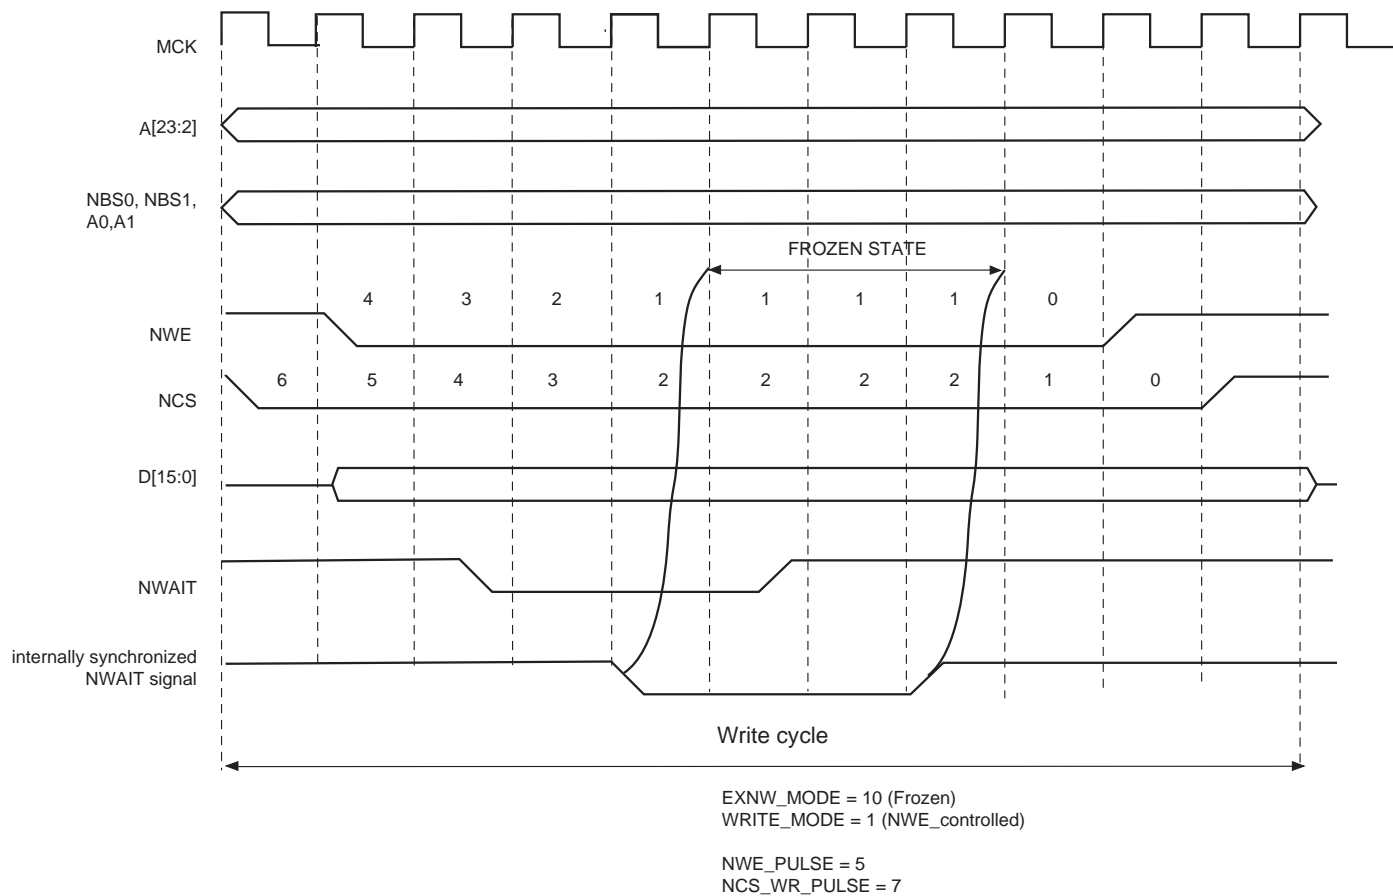 MCK
A[23:2]
NBS0, NBS1,
A0,A1
FROZEN STATE
4 3 2 1 1 1 1 0
NWE
6 5 4 3 2 2 2 2 1 0
NCS
D[15:0]
NWAIT
internally synchronized
NWAIT signal
Write cycle
EXNW_MODE = 10 (Frozen)
WRITE_MODE = 1 (NWE_controlled)
NWE_PULSE = 5
NCS_WR_PULSE = 7